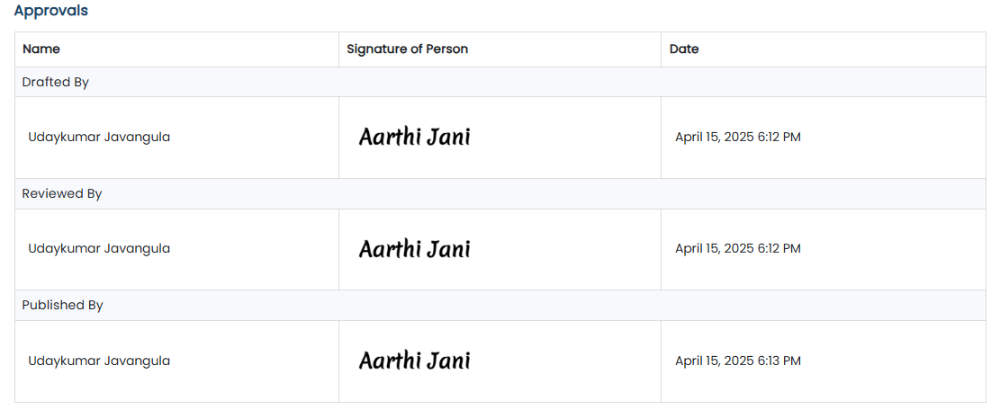 Approvals
Name Signature of Person Date
Drafted By
Udaykumar Javangula Aarthi Jani April 15, 2025 6:12 PM
Reviewed By
Udaykumar Javangula Aarthi Jani April 15, 2025 6:12 PM
Published By
Udaykumar Javangula Aarthi Jani April 15, 2025 6:13 PM